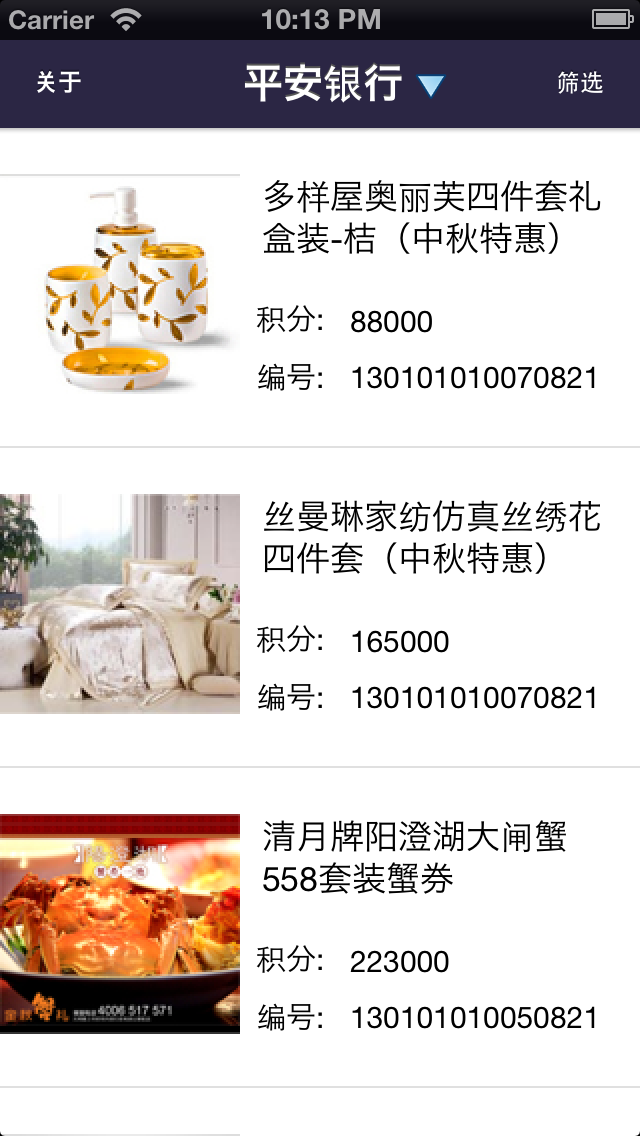 Carrier 10:13 PM
关于 平安银行 筛选
多样屋奥丽芙四件套礼
盒装-桔（中秋特惠）
积分: 88000
编号: 130101010070821
丝曼琳家纺仿真丝绣花
四件套（中秋特惠）
积分: 165000
编号: 130101010070821
清月牌阳澄湖大闸蟹
558套装蟹券
积分: 223000
编号: 130101010050821
金秋蟹礼
4006 517 571